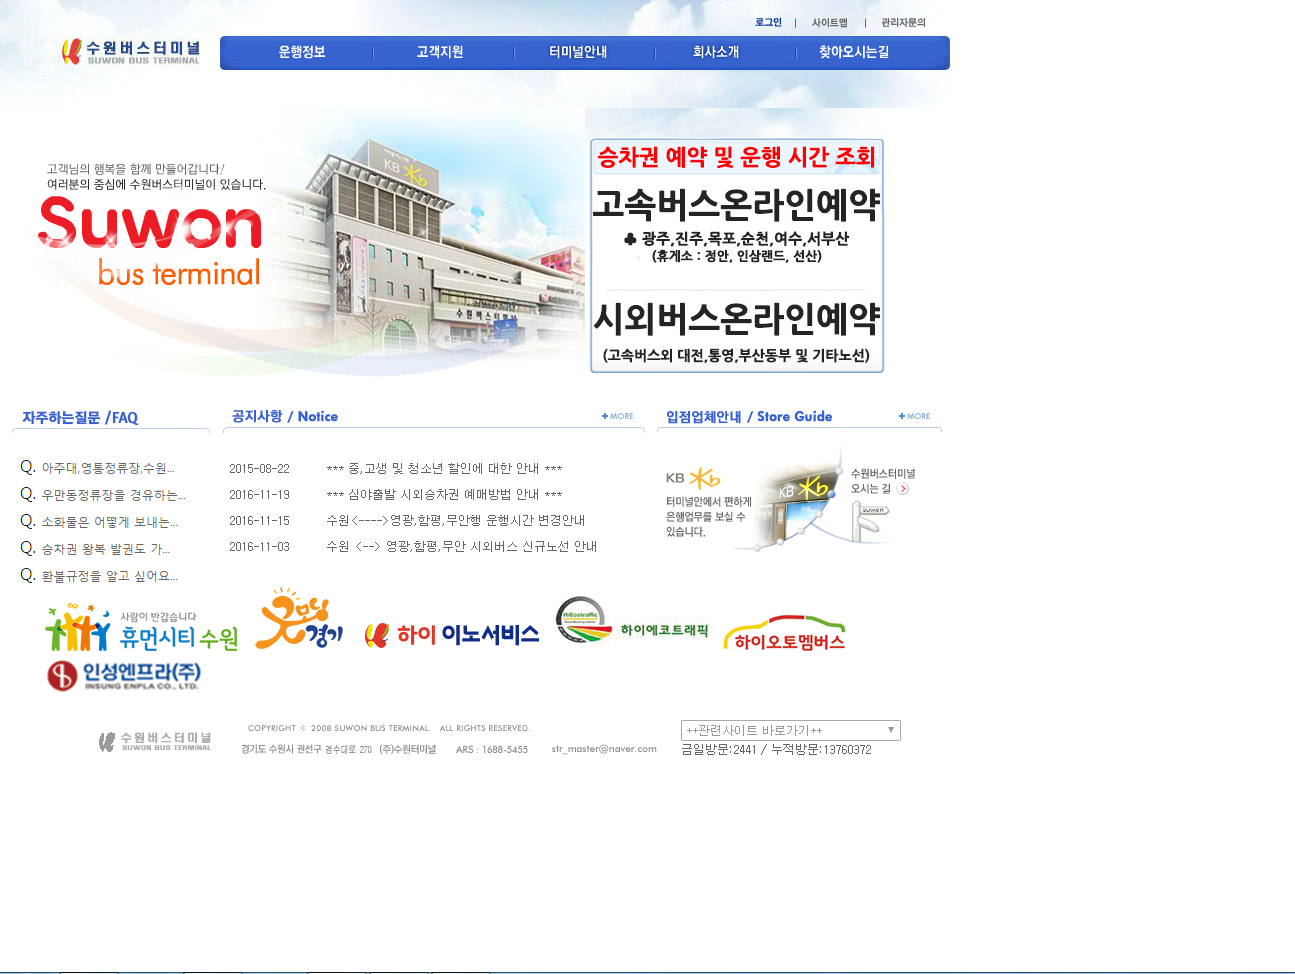 로그인 | 사이트맵 | 관리자문의
수원버스터미널
SUWON BUS TERMINAL
운행정보 고객지원 터미널안내 회사소개 찾아오시는길
고객님의 행복을 함께 만들어갑니다/
여러분의 중심에 수원버스터미널이 있습니다.
Suwon
bus terminal
KB
수원버스터미널
승차권 예약 및 운행 시간 조회
고속버스온라인예약
♣ 광주,진주,목포,순천,여수,서부산
(휴게소 : 정안, 인삼랜드, 선산)
시외버스온라인예약
(고속버스외 대전,통영,부산동부 및 기타노선)
자주하는질문 /FAQ
Q. 아주대,영통정류장,수원...
Q. 우만동정류장을 경유하는...
Q. 소화물은 어떻게 보내는...
Q. 승차권 왕복 발권도 가...
Q. 환불규정을 알고 싶어요...
공지사항 / Notice
MORE
2015-08-22 *** 중,고생 및 청소년 할인에 대한 안내 ***
2016-11-19 *** 심야출발 시외승차권 예매방법 안내 ***
2016-11-15 수원<---->영광,함평,무안행 운행시간 변경안내
2016-11-03 수원 <--> 영광,함평,무안 시외버스 신규노선 안내
입점업체안내 / Store Guide
MORE
KB
터미널안에서 편하게
은행업무를 보실 수
있습니다.
KB
수원버스터미널
오시는 길
suwon
사람이 반갑습니다
휴먼시티 수원
경기
하이 이노서비스
HiEcotraffic
하이에코트래픽
하이오토멤버스
인성엔프라(주)
INSUNG ENPLA CO., LTD.
수원버스터미널
SUWON BUS TERMINAL
COPYRIGHT © 2008 SUWON BUS TERMINAL. ALL RIGHTS RESERVED.
경기도 수원시 권선구 경수대로 270 (주)수원터미널 ARS : 1688-5455 str_master@naver.com
++관련사이트 바로가기++
금일방문:2441 / 누적방문:13760372